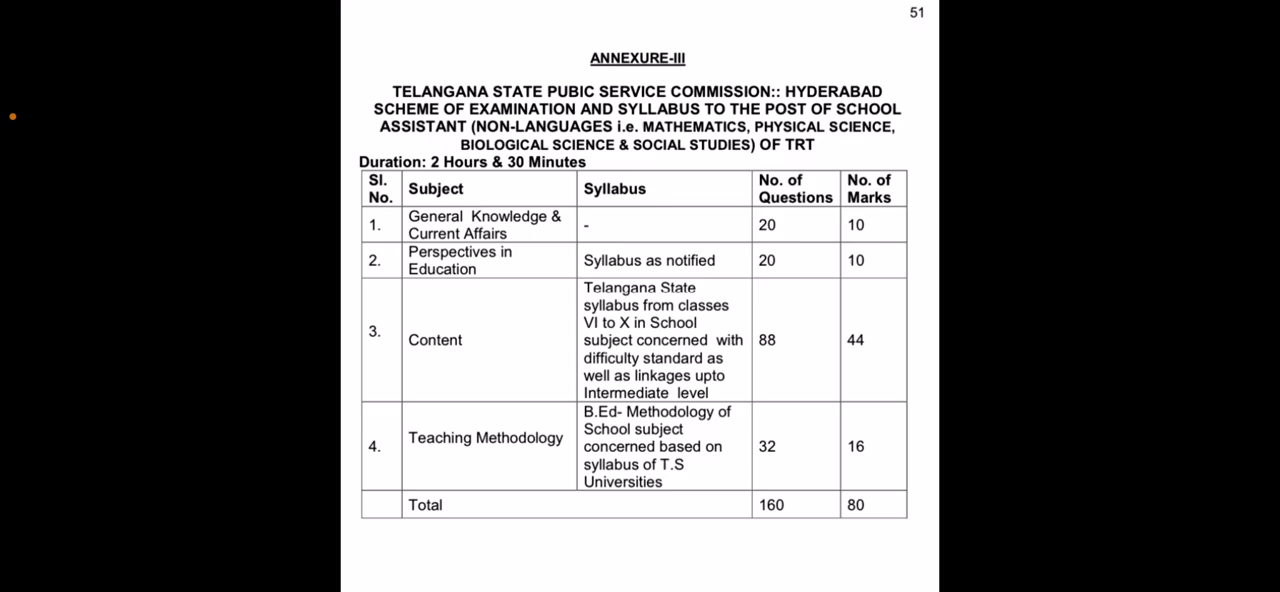 51
ANNEXURE-III
TELANGANA STATE PUBIC SERVICE COMMISSION:: HYDERABAD
SCHEME OF EXAMINATION AND SYLLABUS TO THE POST OF SCHOOL
ASSISTANT (NON-LANGUAGES i.e. MATHEMATICS, PHYSICAL SCIENCE,
BIOLOGICAL SCIENCE & SOCIAL STUDIES) OF TRT
Duration: 2 Hours & 30 Minutes
Sl. No. Subject Syllabus No. of Questions No. of Marks
1. General Knowledge & Current Affairs - 20 10
2. Perspectives in Education Syllabus as notified 20 10
3. Content
Telangana State
syllabus from classes
VI to X in School
subject concerned with
difficulty standard as
well as linkages upto
Intermediate level
88 44
4. Teaching Methodology
B.Ed- Methodology of
School subject
concerned based on
syllabus of T.S
Universities
32 16
Total 160 80